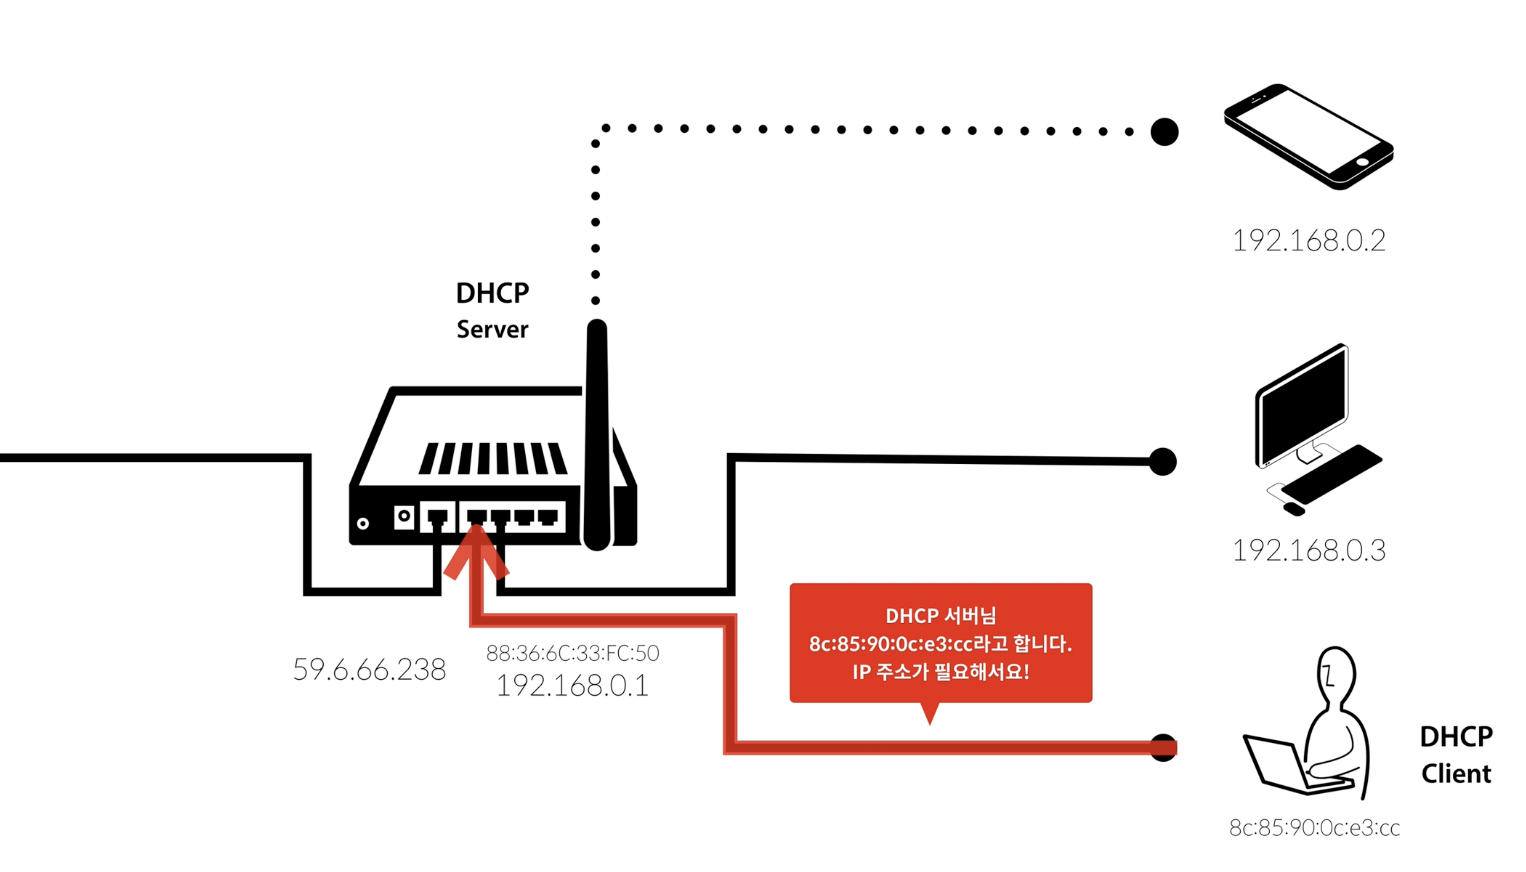 192.168.0.2
DHCP
Server
192.168.0.3
DHCP 서버님
8c:85:90:0c:e3:cc라고 합니다.
IP 주소가 필요해서요!
59.6.66.238
88:36:6C:33:FC:50
192.168.0.1
DHCP
Client
8c:85:90:0c:e3:cc